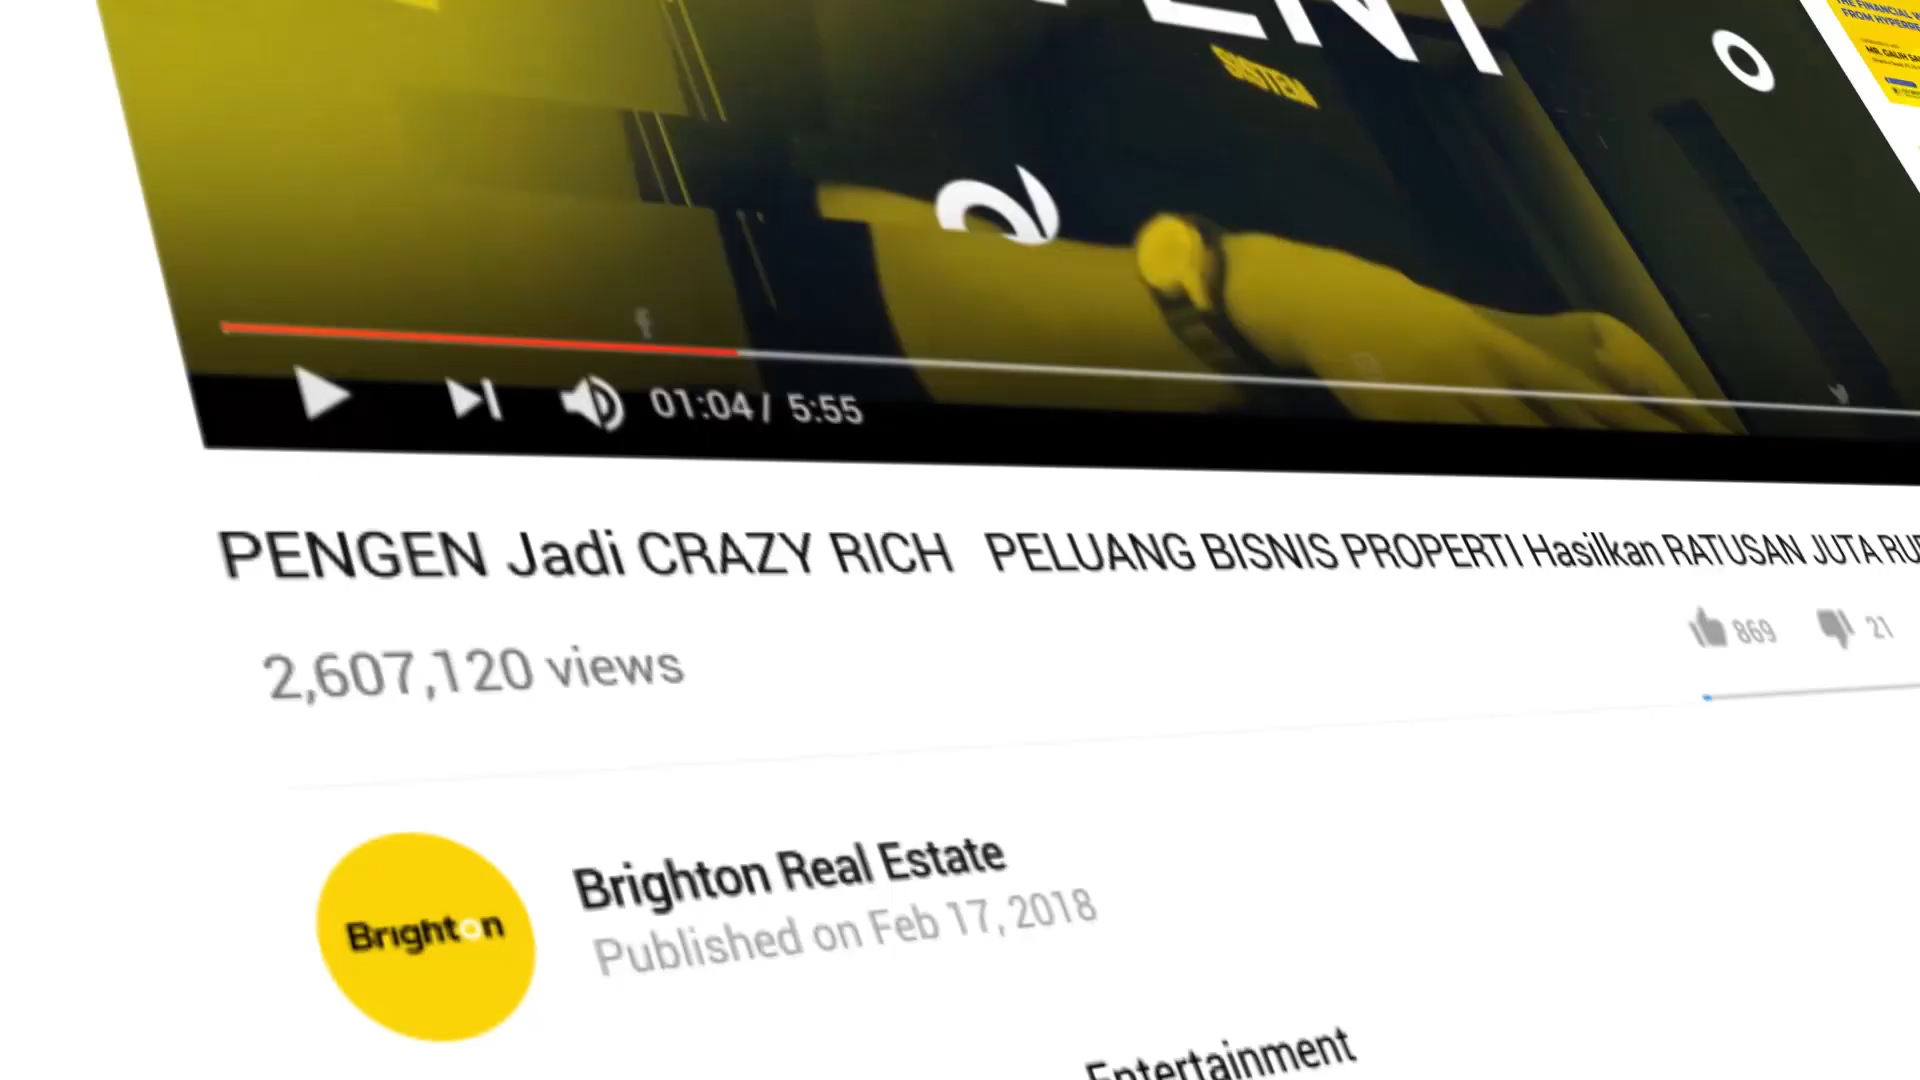 SISTEM
01:04 / 5:55
PENGEN Jadi CRAZY RICH PELUANG BISNIS PROPERTI Hasilkan RATUSAN JUTA
2,607,120 views
869
21
Brighton
Brighton Real Estate
Published on Feb 17, 2018
Entertainment